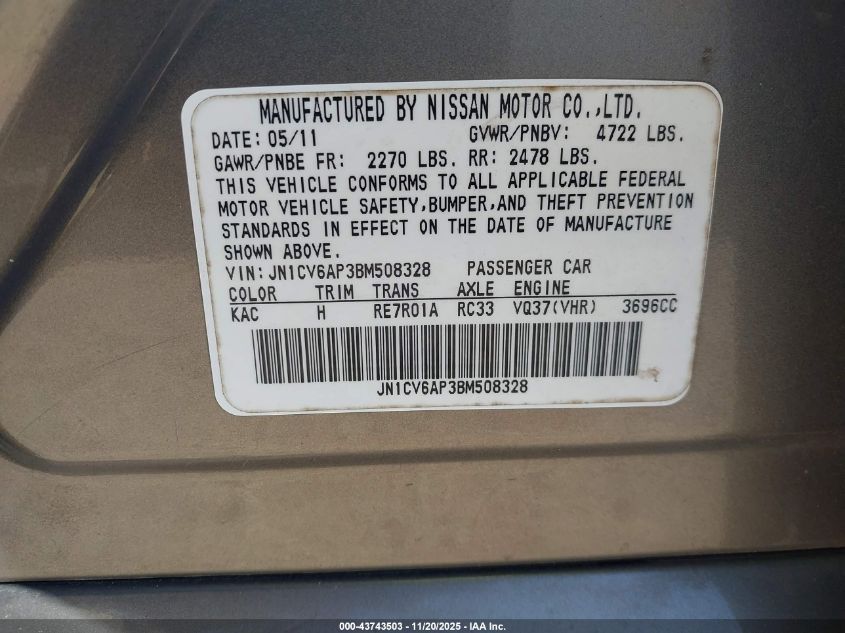 MANUFACTURED BY NISSAN MOTOR CO.,LTD.
DATE: 05/11 GVWR/PNBV: 4722 LBS.
GAWR/PNBE FR: 2270 LBS. RR: 2478 LBS.
THIS VEHICLE CONFORMS TO ALL APPLICABLE FEDERAL
MOTOR VEHICLE SAFETY,BUMPER,AND THEFT PREVENTION
STANDARDS IN EFFECT ON THE DATE OF MANUFACTURE
SHOWN ABOVE.
VIN: JN1CV6AP3BM508328 PASSENGER CAR
COLOR TRIM TRANS AXLE ENGINE
KAC H RE7R01A RC33 VQ37(VHR) 3696CC
JN1CV6AP3BM508328
1NL0A
000-43743503 - 11/20/2025 - IAA Inc.